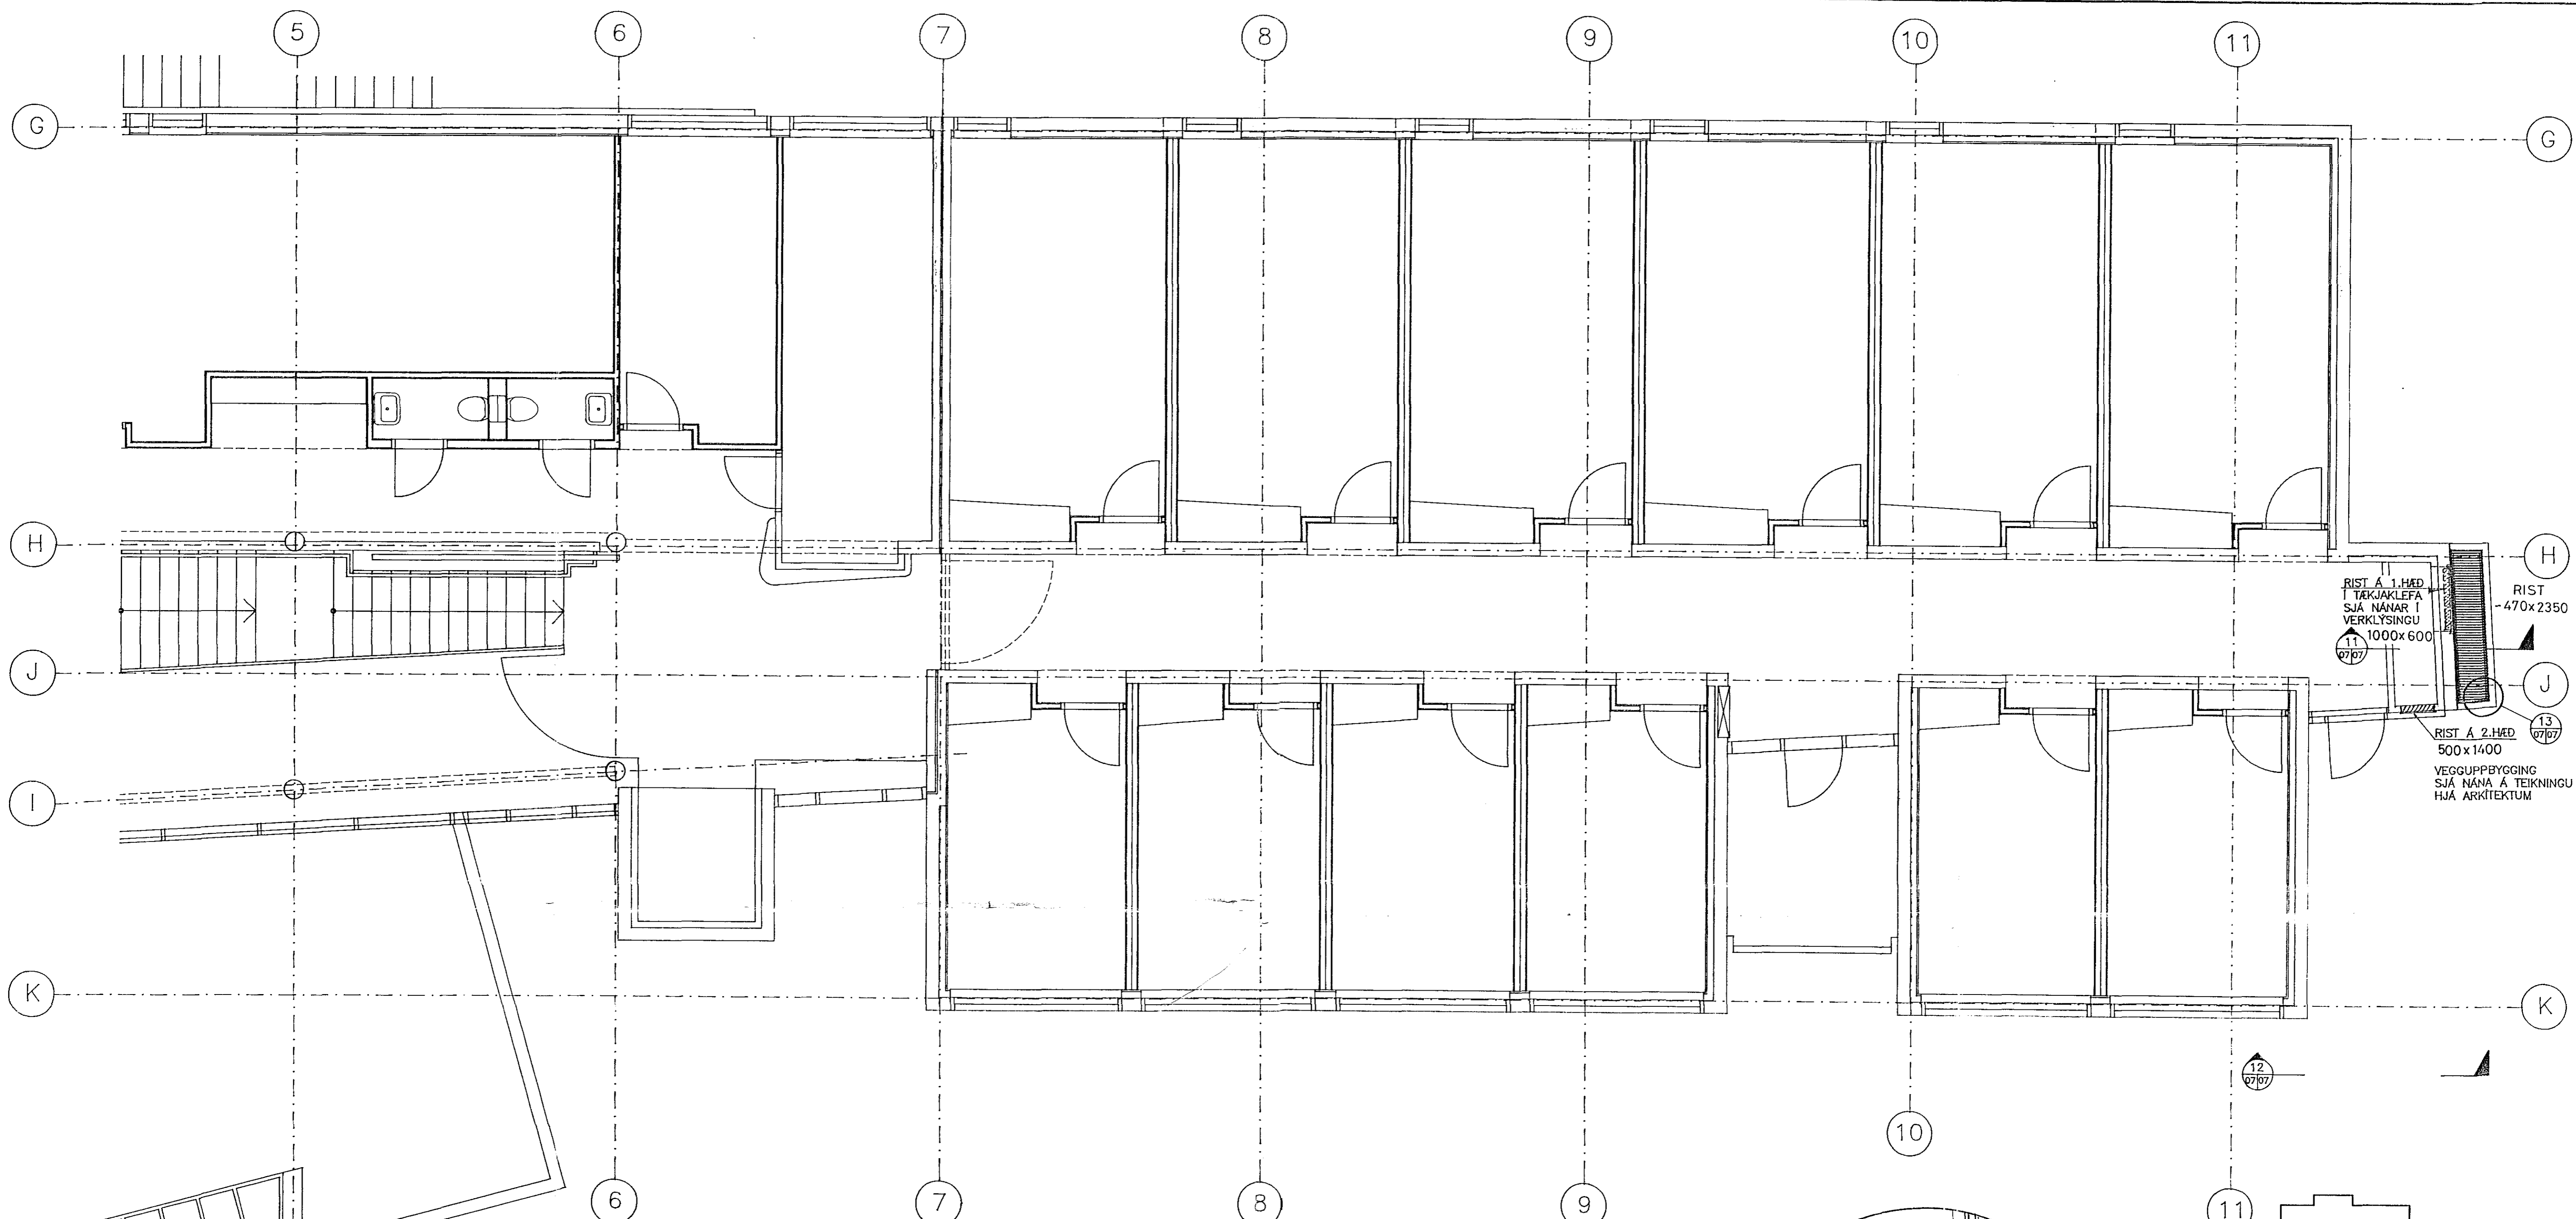 5
6
7
8
9
10
11
G
G
H
H
RIST Á 1.HÆÐ
Í TÆKJAKLEFA
SJÁ NÁNAR Í
VERKLÝSINGU
1000x600
RIST
470x2350
11
07 07
J
J
13
07 07
RIST Á 2.HÆÐ
500x1400
VEGGUPPBYGGING
SJÁ NÁNA Á TEIKNINGU
HJÁ ARKÍTEKTUM
I
K
K
12
07 07
10
6
7
8
9
11